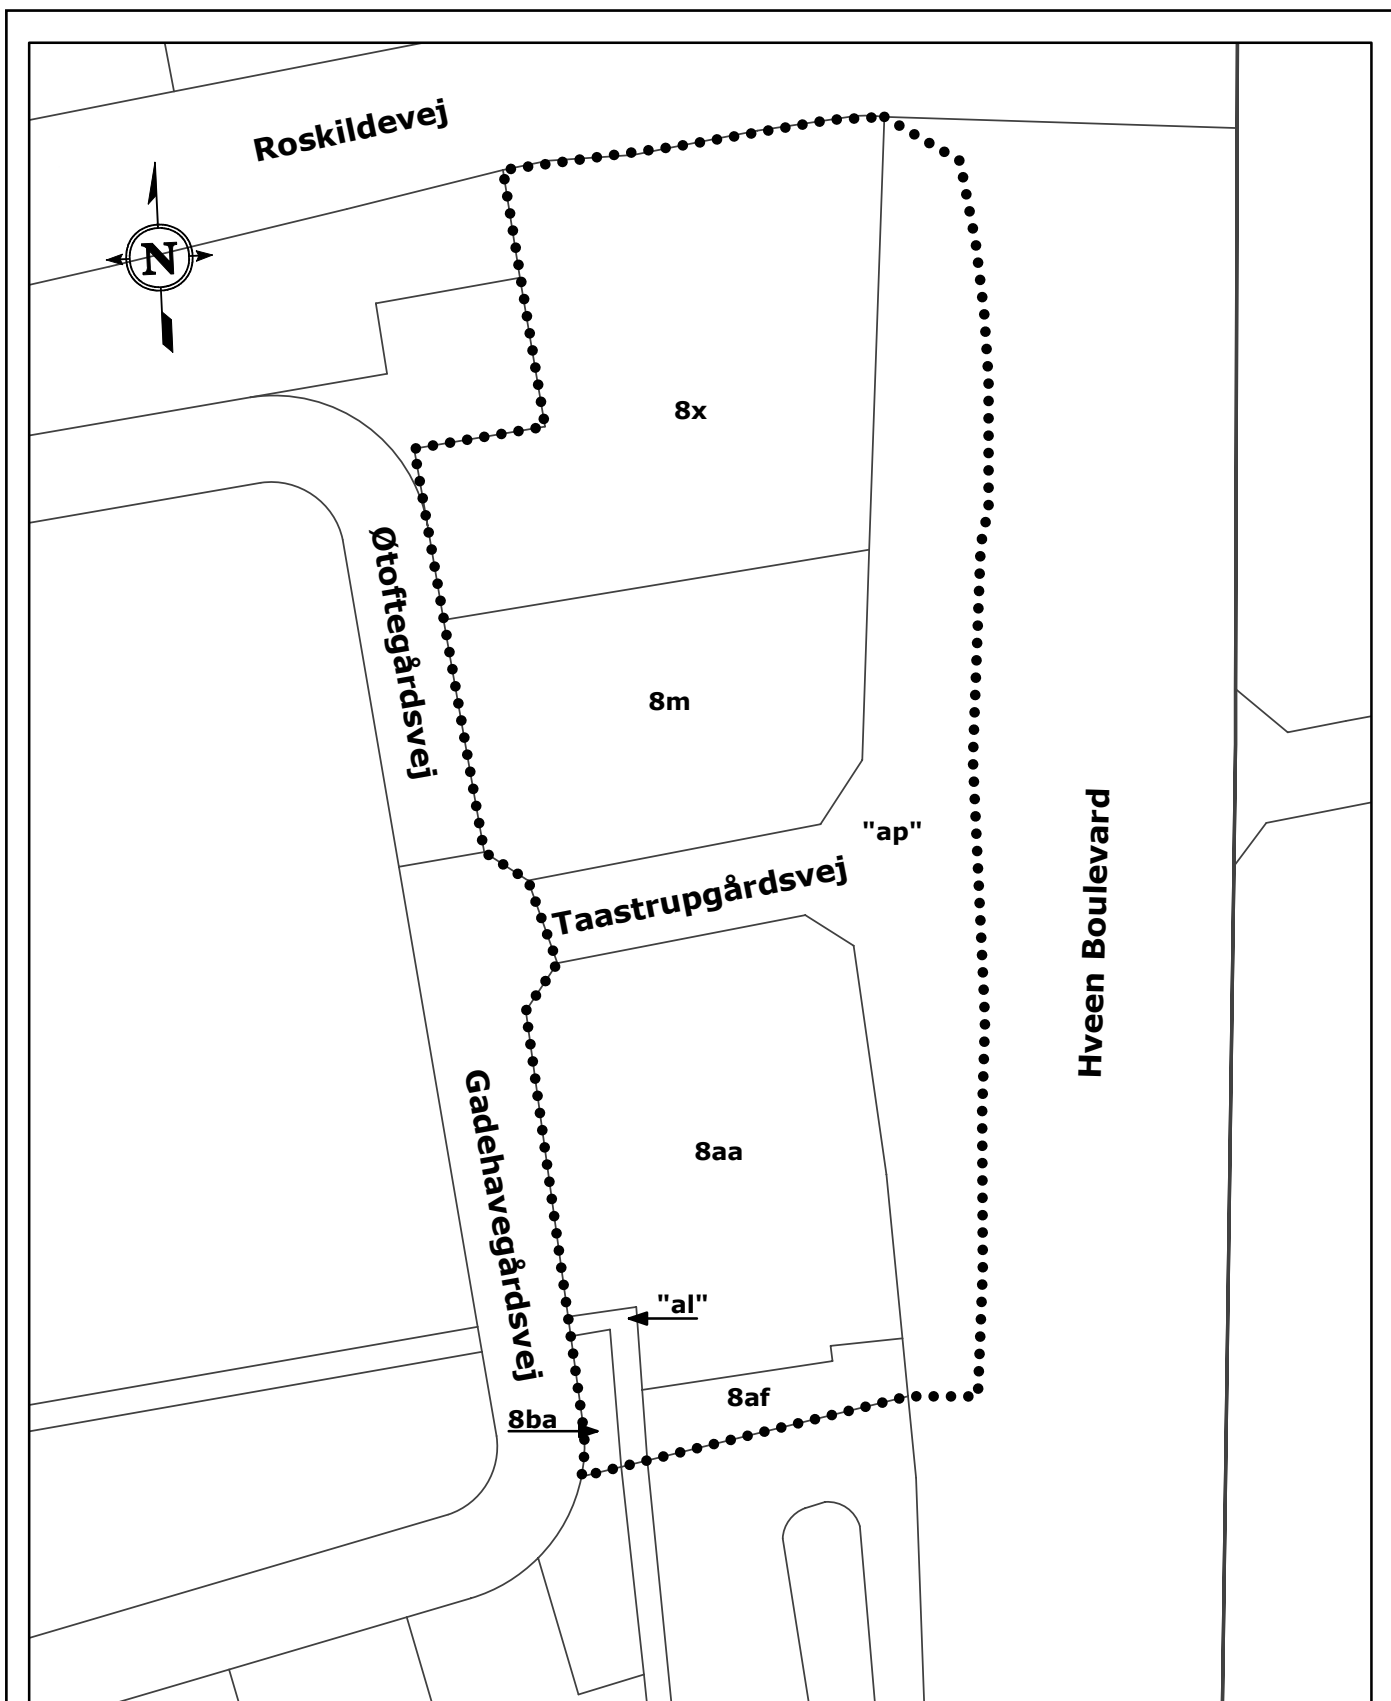 Roskildevej
N
8x
Øtoftegårdsvej
8m
"ap"
Taastrupgårdsvej
Hveen Boulevard
Gadehavegårdsvej
8aa
"al"
8af
8ba